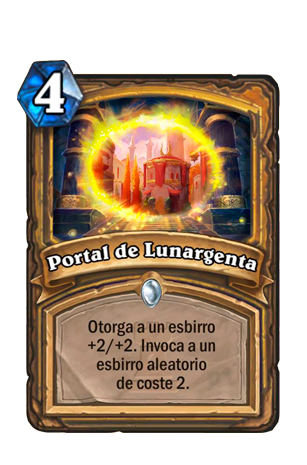 4
Portal de Lunargenta
Otorga a un esbirro
+2/+2. Invoca a un
esbirro aleatorio
de coste 2.